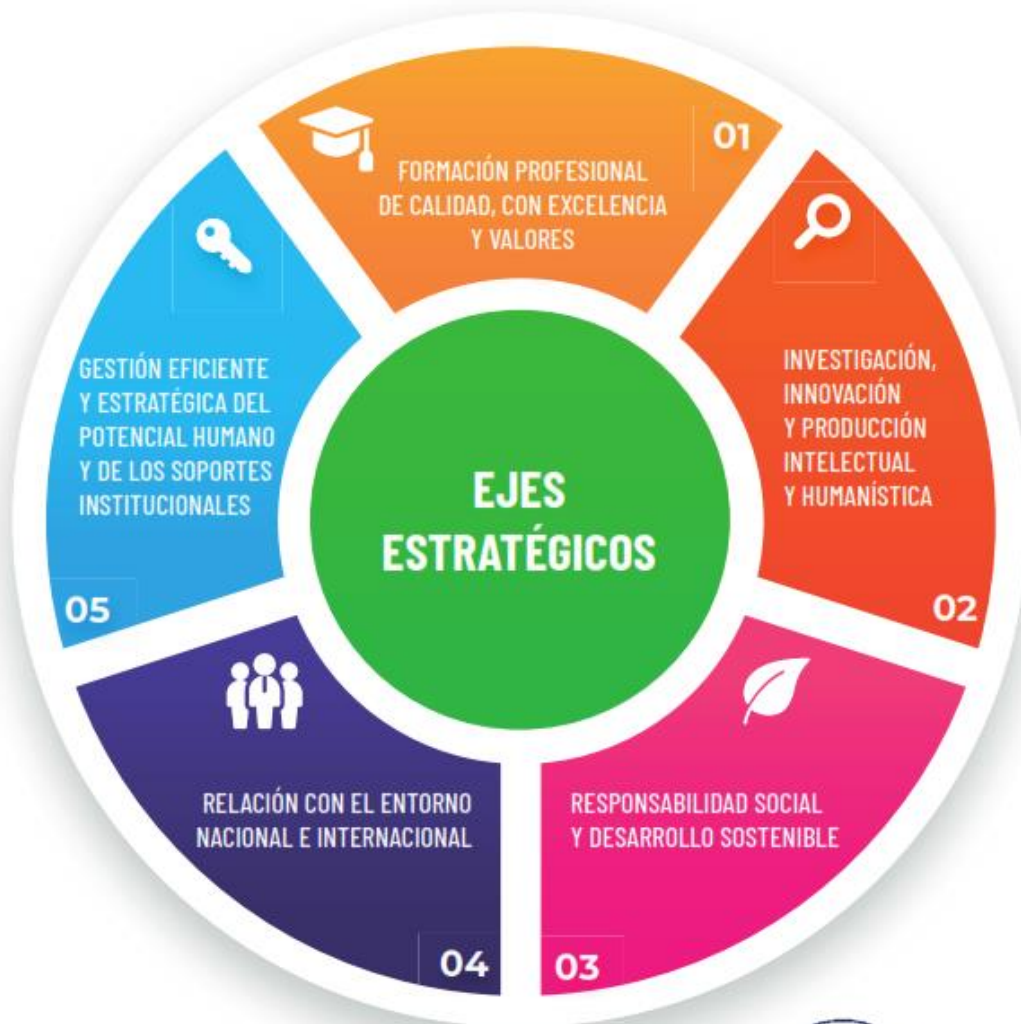 01
FORMACIÓN PROFESIONAL
DE CALIDAD, CON EXCELENCIA
Y VALORES
INVESTIGACIÓN,
INNOVACIÓN
Y PRODUCCIÓN
INTELECTUAL
Y HUMANÍSTICA
02
RESPONSABILIDAD SOCIAL
Y DESARROLLO SOSTENIBLE
03
RELACIÓN CON EL ENTORNO
NACIONAL E INTERNACIONAL
04
GESTIÓN EFICIENTE
Y ESTRATÉGICA DEL
POTENCIAL HUMANO
Y DE LOS SOPORTES
INSTITUCIONALES
05
EJES
ESTRATÉGICOS